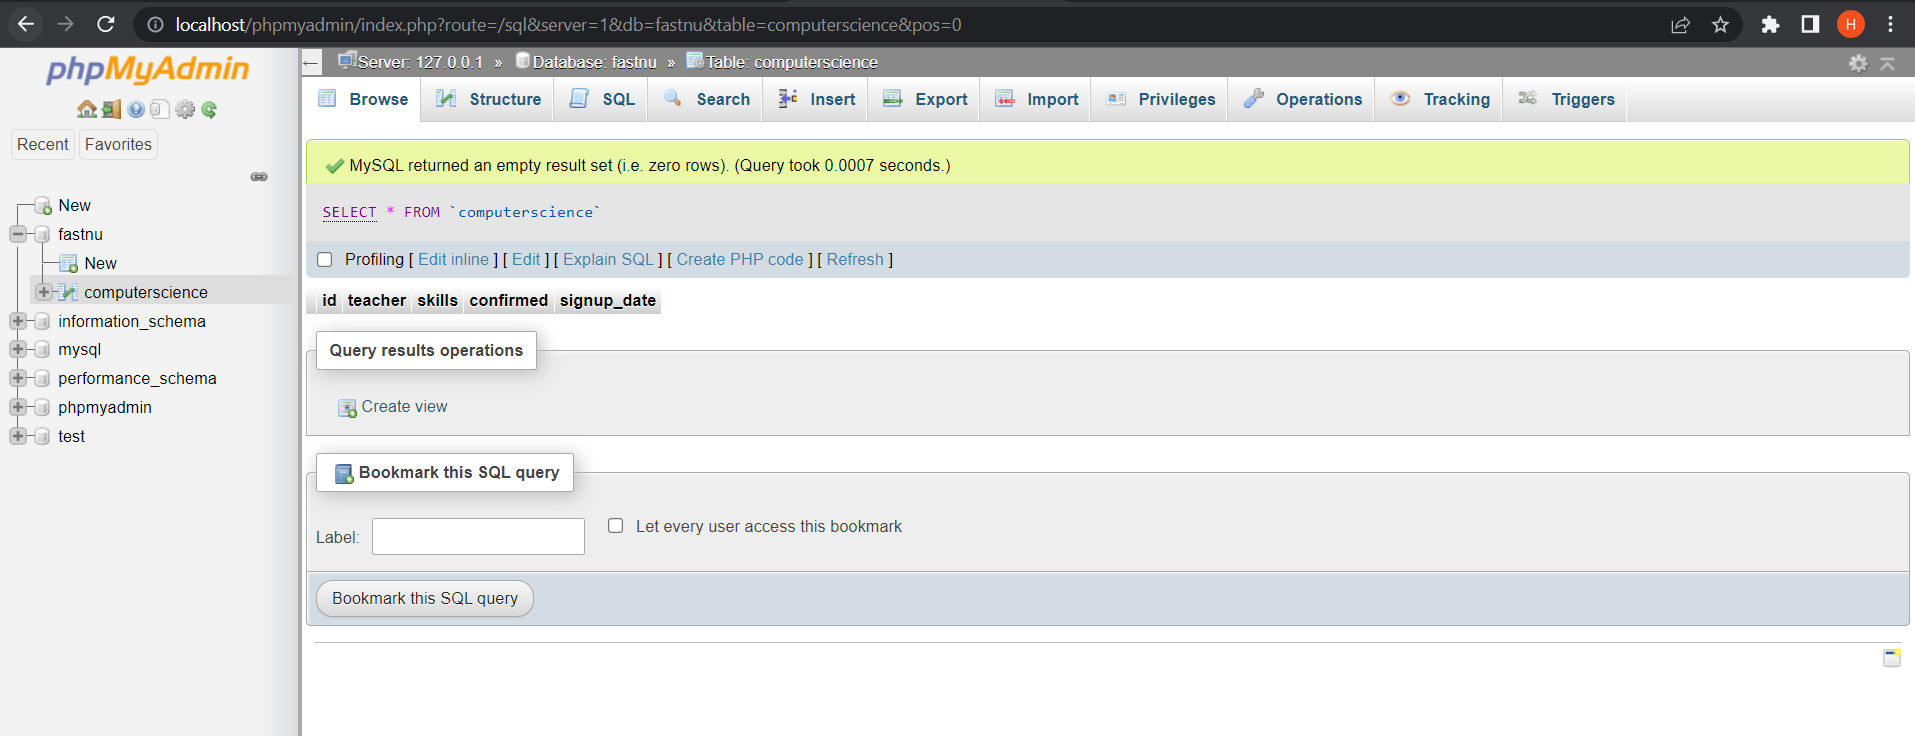 localhost/phpmyadmin/index.php?route=/sql&server=1&db=fastnu&table=computerscience&pos=0
H
phpMyAdmin
Recent Favorites
New
fastnu
New
computerscience
information_schema
mysql
performance_schema
phpmyadmin
test
Server: 127.0.0.1 » Database: fastnu » Table: computerscience
Browse Structure SQL Search Insert Export Import Privileges Operations Tracking Triggers
MySQL returned an empty result set (i.e. zero rows). (Query took 0.0007 seconds.)
SELECT * FROM `computerscience`
Profiling [ Edit inline ] [ Edit ] [ Explain SQL ] [ Create PHP code ] [ Refresh ]
id teacher skills confirmed signup_date
Query results operations
Create view
Bookmark this SQL query
Label: Let every user access this bookmark
Bookmark this SQL query